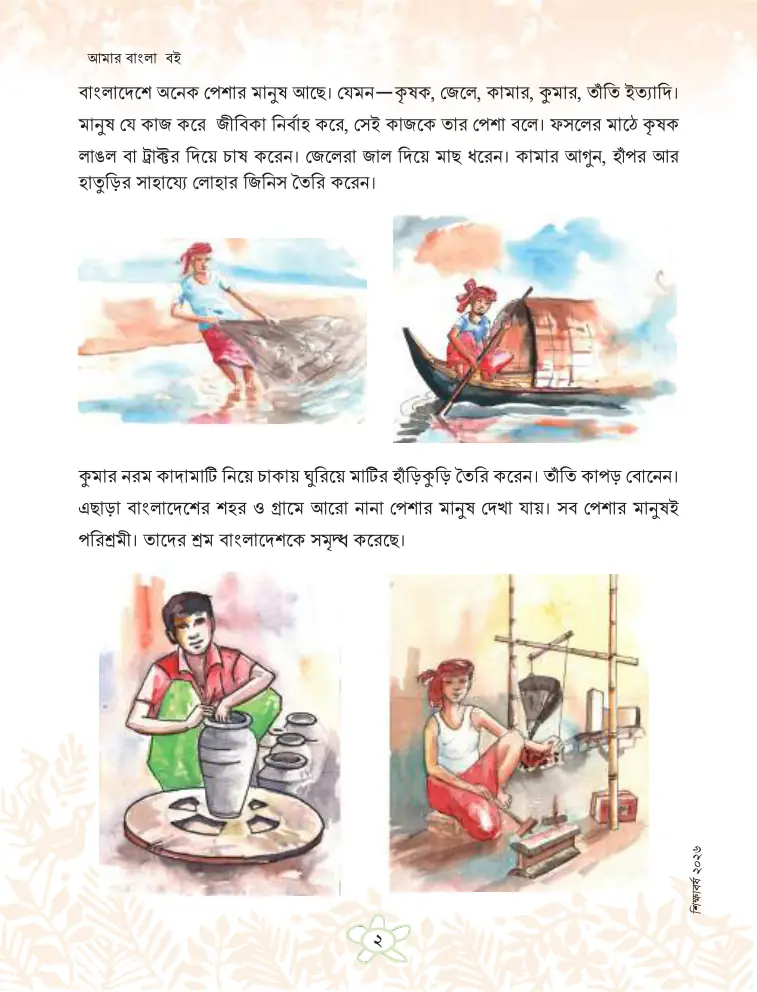 আমার বাংলা বই
বাংলাদেশে অনেক পেশার মানুষ আছে। যেমন—কৃষক, জেলে, কামার, কুমার, তাঁতি ইত্যাদি।
মানুষ যে কাজ করে জীবিকা নির্বাহ করে, সেই কাজকে তার পেশা বলে। ফসলের মাঠে কৃষক
লাঙল বা ট্রাক্টর দিয়ে চাষ করেন। জেলেরা জাল দিয়ে মাছ ধরেন। কামার আগুন, হাঁপর আর
হাতুড়ির সাহায্যে লোহার জিনিস তৈরি করেন।
কুমার নরম কাদামাটি নিয়ে চাকায় ঘুরিয়ে মাটির হাঁড়িকুড়ি তৈরি করেন। তাঁতি কাপড় বোনেন।
এছাড়া বাংলাদেশের শহর ও গ্রামে আরো নানা পেশার মানুষ দেখা যায়। সব পেশার মানুষই
পরিশ্রমী। তাদের শ্রম বাংলাদেশকে সমৃদ্ধ করেছে।
শিক্ষাবর্ষ ২০২৬
২